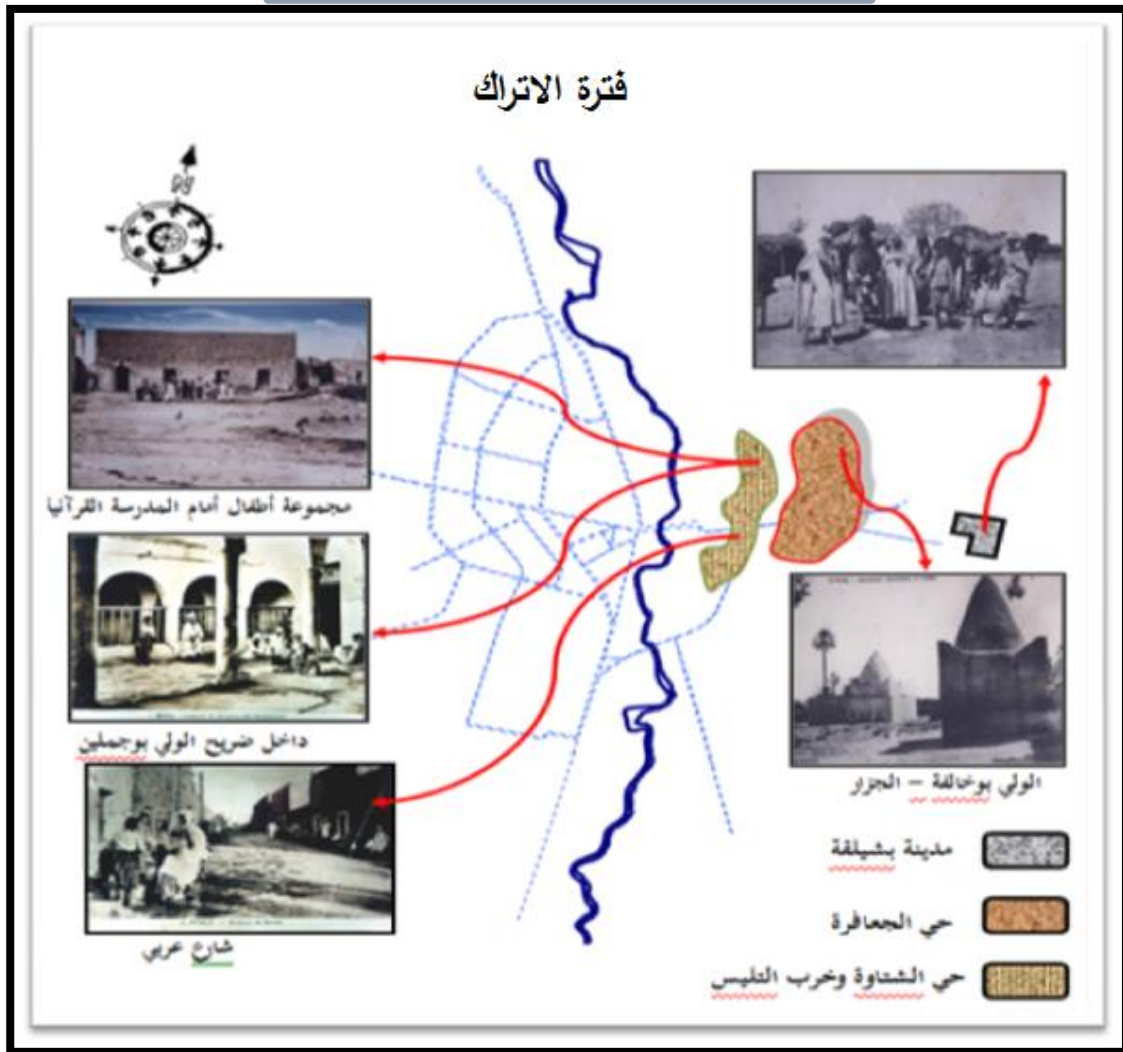 فترة الاتراك
N
مجموعة أطفال أمام المدرسة القرآنيا
داخل ضريح الولي بوجملين
شارع عربي
الولي بوخالفة – الجزار
مدينة بشيلقة
حي الجعافرة
حي الشتاوة وخرب التليس